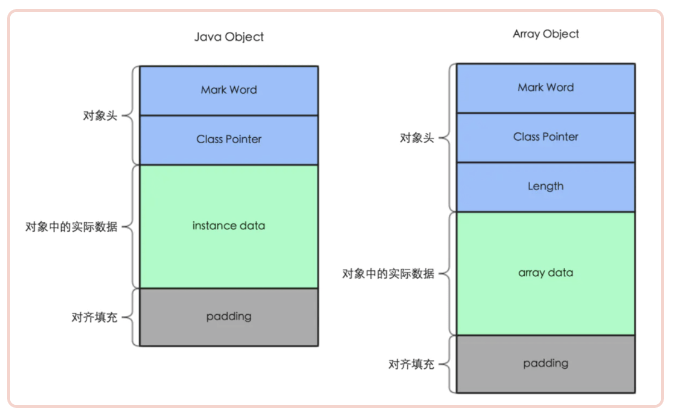 Java Object
Mark Word
对象头
Class Pointer
对象中的实际数据
instance data
对齐填充
padding
Array Object
Mark Word
对象头
Class Pointer
Length
对象中的实际数据
array data
对齐填充
padding